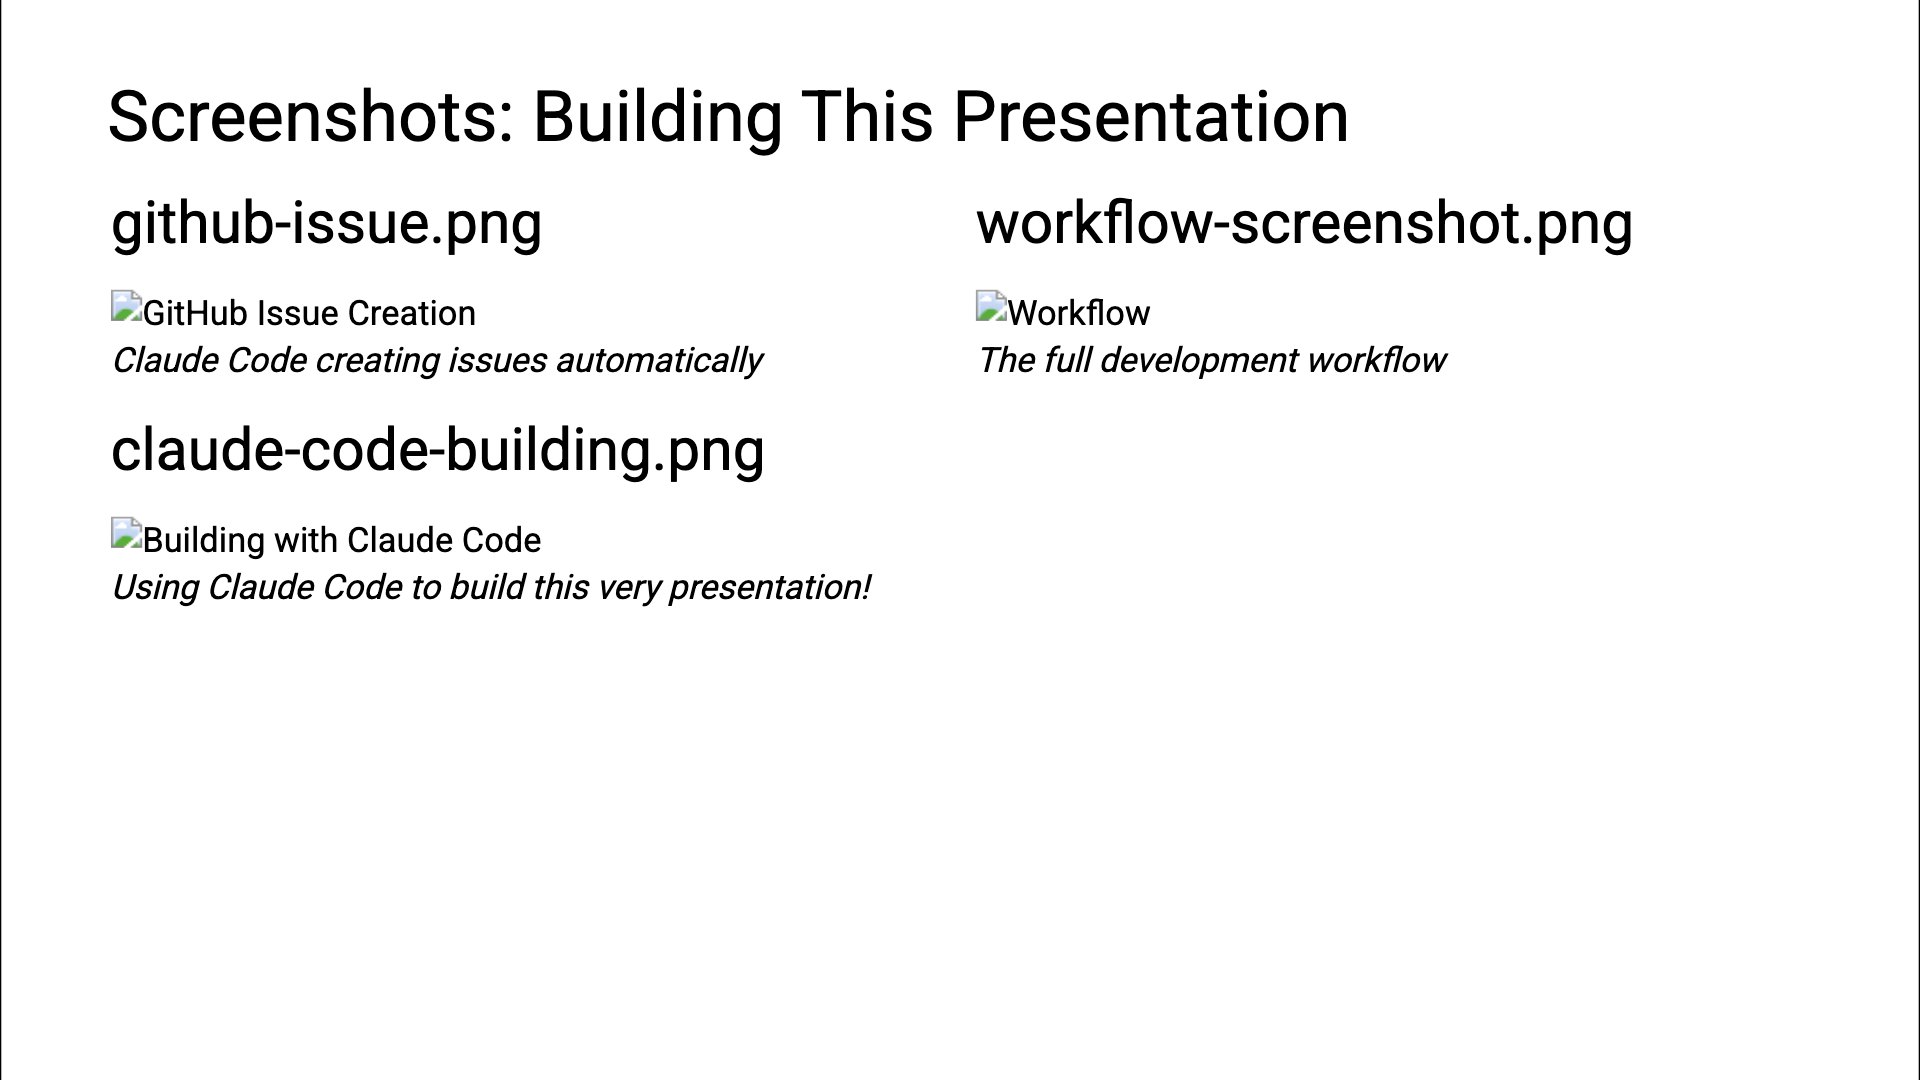 Screenshots: Building This Presentation
github-issue.png
GitHub Issue Creation
Claude Code creating issues automatically
claude-code-building.png
Building with Claude Code
Using Claude Code to build this very presentation!
workflow-screenshot.png
Workflow
The full development workflow